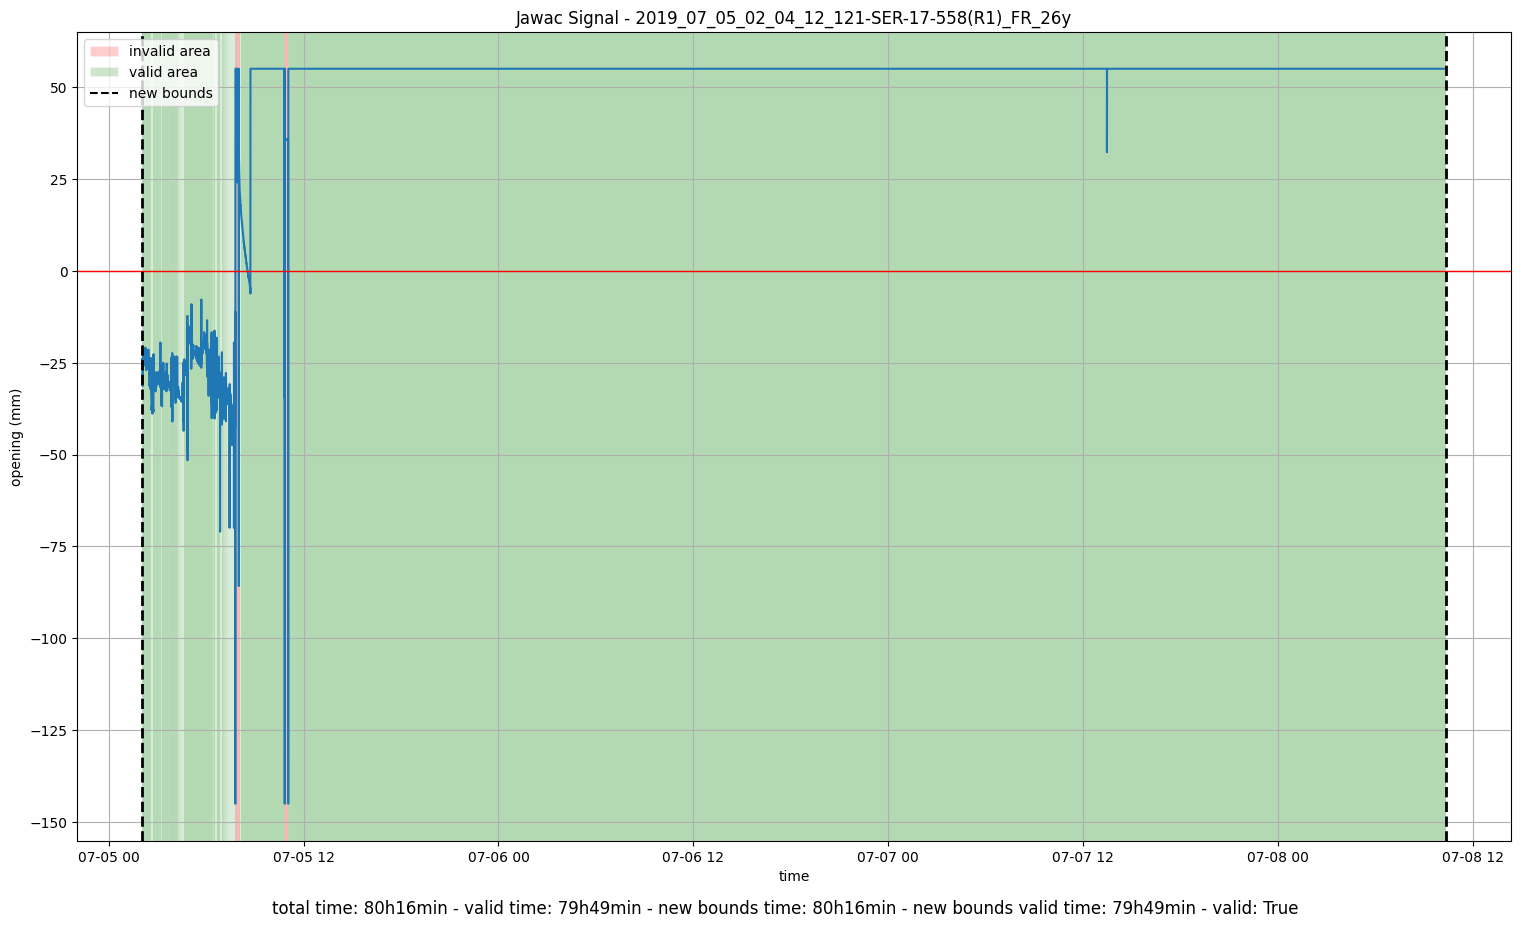 Jawac Signal - 2019_07_05_02_04_12_121-SER-17-558(R1)_FR_26y
invalid area
valid area
new bounds
opening (mm)
50
25
0
−25
−50
−75
−100
−125
−150
07-05 00
07-05 12
07-06 00
07-06 12
07-07 00
07-07 12
07-08 00
07-08 12
time
total time: 80h16min - valid time: 79h49min - new bounds time: 80h16min - new bounds valid time: 79h49min - valid: True